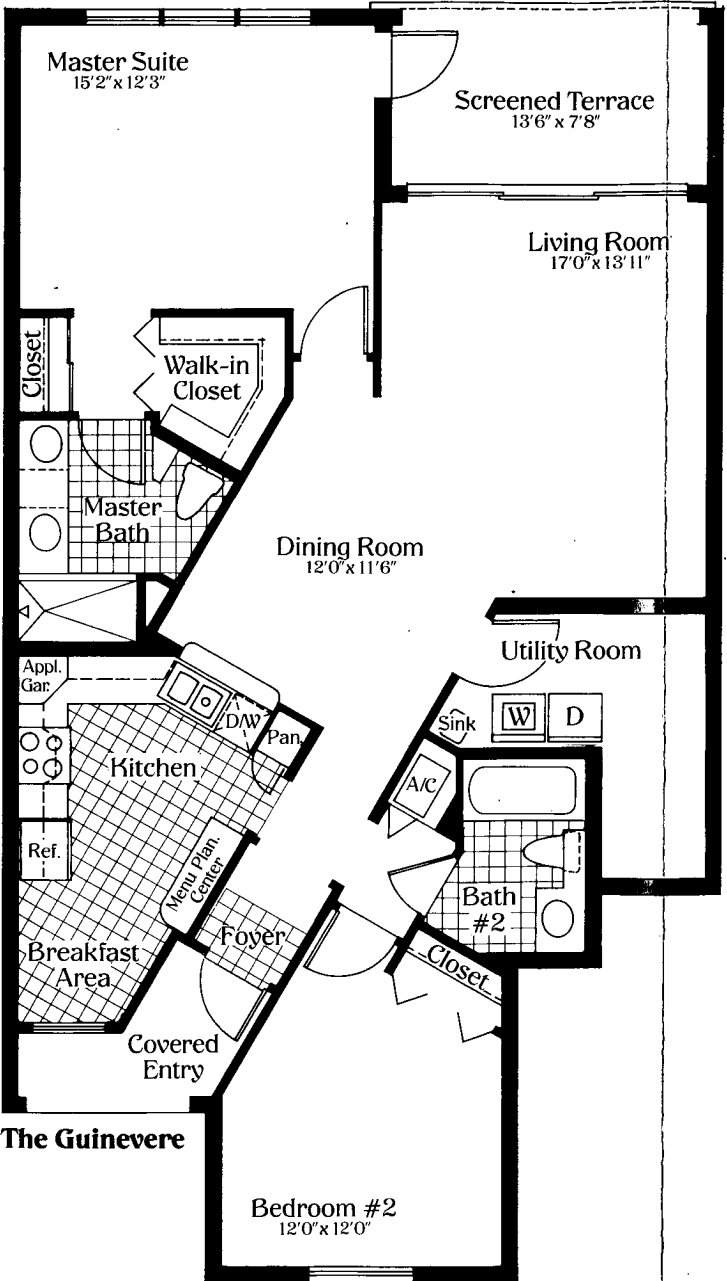 Master Suite
15'2" x 12'3"
Screened Terrace
13'6" x 7'8"
Living Room
17'0" x 13'11"
Closet
Walk-in
Closet
Master
Bath
Dining Room
12'0" x 11'6"
Utility Room
Appl.
Gar.
Sink
W
D
D/W
Pan.
Kitchen
A/C
Ref.
Menu Plan.
Center
Bath
#2
Foyer
Breakfast
Area
Closet
Covered
Entry
The Guinevere
Bedroom #2
12'0" x 12'0"